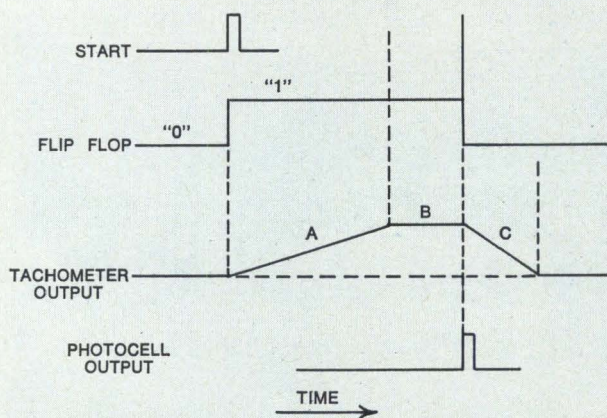 START
"1"
"0"
FLIP FLOP
A
B
C
TACHOMETER
OUTPUT
PHOTOCELL
OUTPUT
TIME